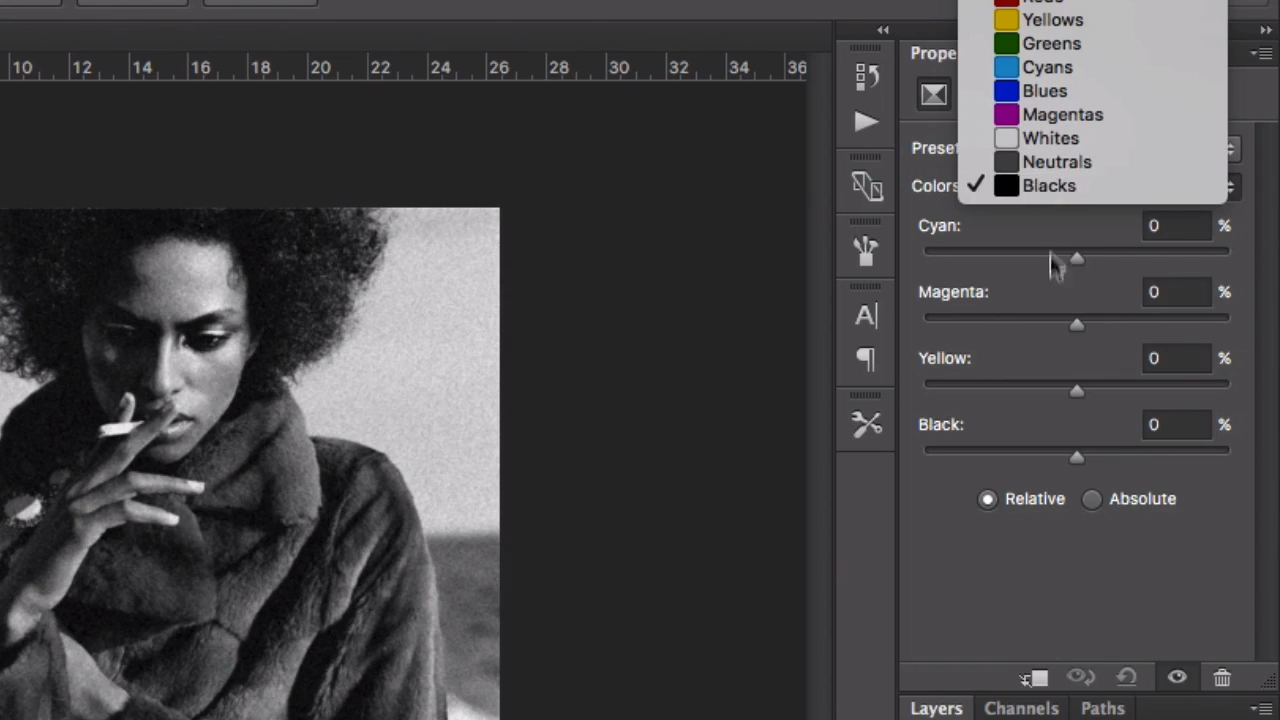 Reds
Yellows
Greens
Cyans
Blues
Magentas
Whites
Neutrals
Blacks
10 12 14 16 18 20 22 24 26 28 30 32 34 36
Prope
Preset
Colors
Cyan: 0 %
Magenta: 0 %
Yellow: 0 %
Black: 0 %
Relative Absolute
Layers Channels Paths